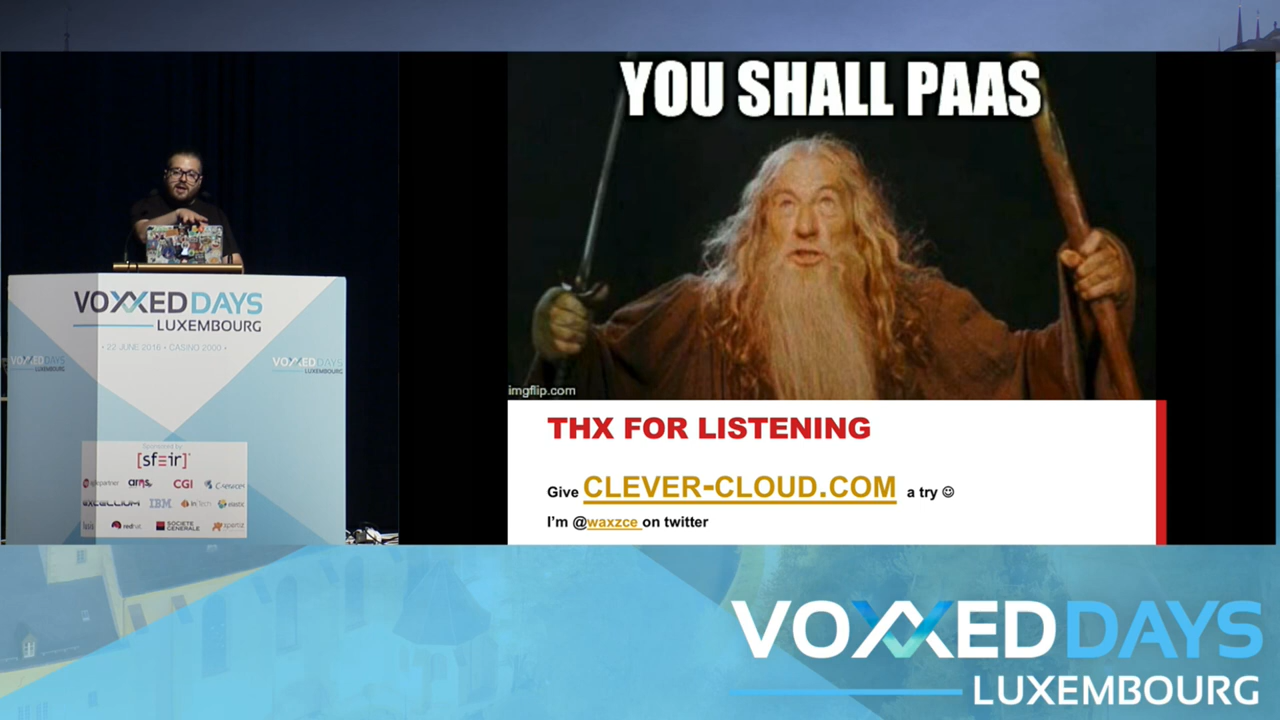 YOU SHALL PAAS
imgflip.com
THX FOR LISTENING
Give CLEVER-CLOUD.COM a try ☺
I'm @waxzce on twitter
VOXXED DAYS
LUXEMBOURG
• 22 JUNE 2016 • CASINO 2000 •
VOXXED DAYS
LUXEMBOURG
VOXXED DAYS
LUXEMBOURG
Sponsored by
[sfeir]
CGI
EXCELLIUM IBM elastic
redhat SOCIETE GENERALE
VOXXED DAYS
LUXEMBOURG